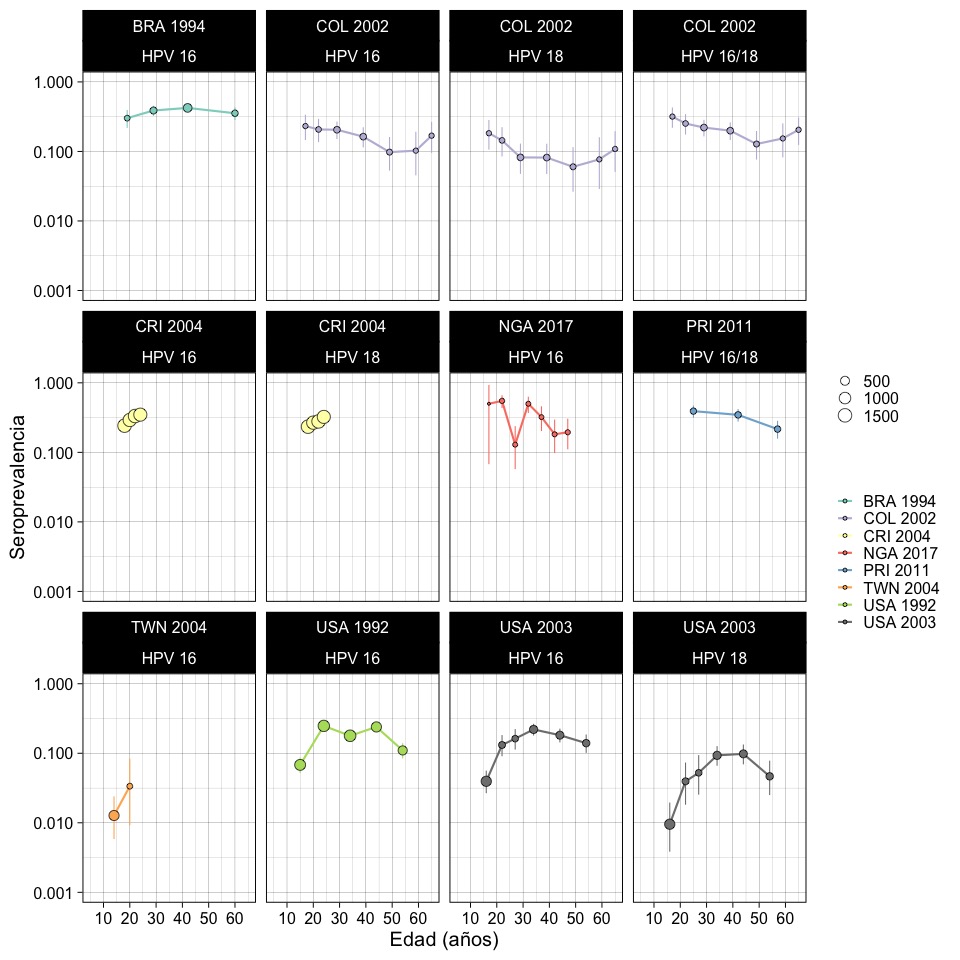 BRA 1994
COL 2002
COL 2002
COL 2002
HPV 16
HPV 16
HPV 18
HPV 16/18
1.000
0.100
0.010
0.001
CRI 2004
CRI 2004
NGA 2017
PRI 2011
HPV 16
HPV 18
HPV 16
HPV 16/18
1.000
0.100
0.010
0.001
TWN 2004
USA 1992
USA 2003
USA 2003
HPV 16
HPV 16
HPV 16
HPV 18
1.000
0.100
0.010
0.001
10 20 30 40 50 60
10 20 30 40 50 60
10 20 30 40 50 60
10 20 30 40 50 60
Edad (años)
Seroprevalencia
500
1000
1500
BRA 1994
COL 2002
CRI 2004
NGA 2017
PRI 2011
TWN 2004
USA 1992
USA 2003